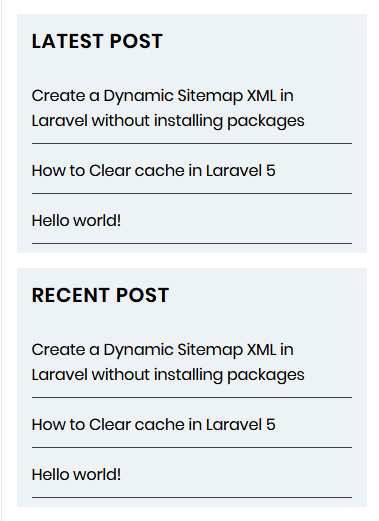 LATEST POST
Create a Dynamic Sitemap XML in
Laravel without installing packages
How to Clear cache in Laravel 5
Hello world!
RECENT POST
Create a Dynamic Sitemap XML in
Laravel without installing packages
How to Clear cache in Laravel 5
Hello world!